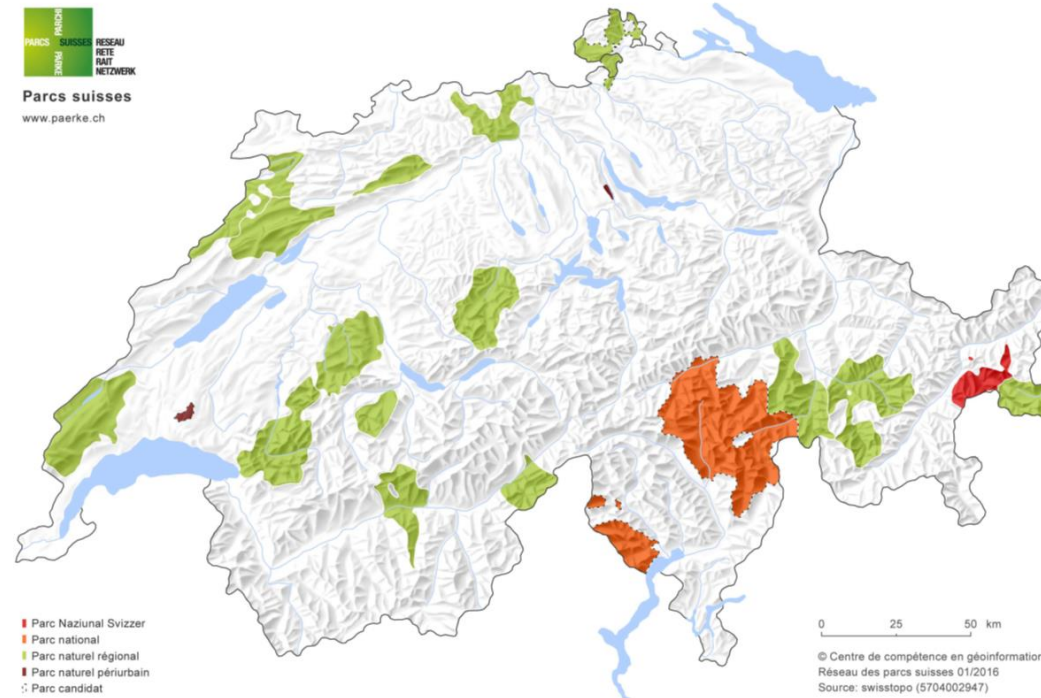 PARCS SUISSES RESEAU
PARCHI
PARKE
RETE
RAIT
NETZWERK
Parcs suisses
www.paerke.ch
Parc Naziunal Svizzer
Parc national
Parc naturel régional
Parc naturel périurbain
Parc candidat
0 25 50 km
© Centre de compétence en géoinformation
Réseau des parcs suisses 01/2016
Source: swisstopo (5704002947)